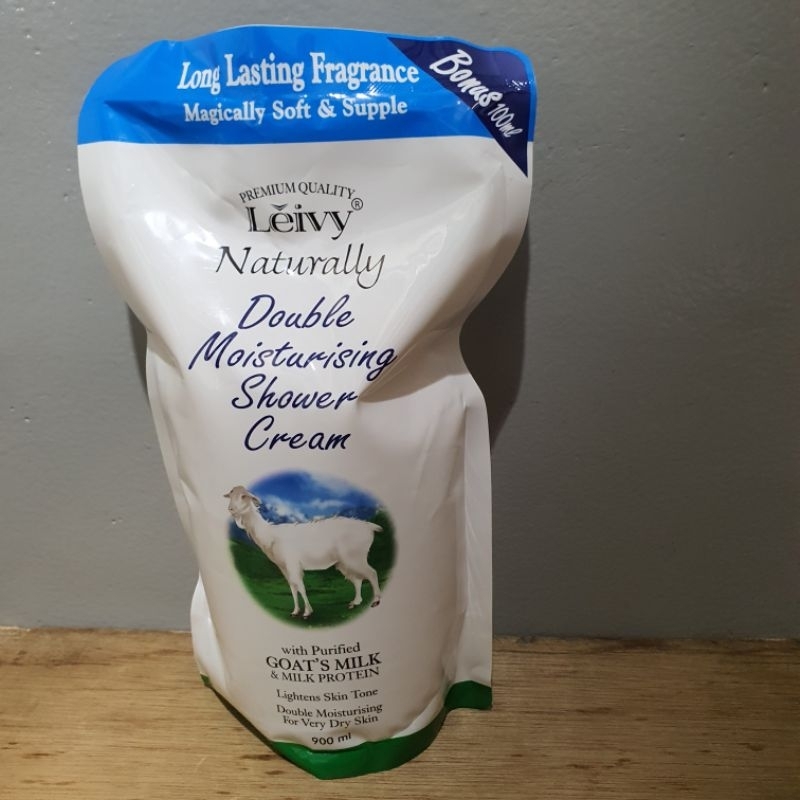 Long Lasting Fragrance
Magically Soft & Supple
Bonus 100ml
PREMIUM QUALITY
Lĕivy®
Naturally
Double
Moisturising
Shower
Cream
with Purified
GOAT'S MILK
& MILK PROTEIN
Lightens Skin Tone
Double Moisturising
For Very Dry Skin
900 ml